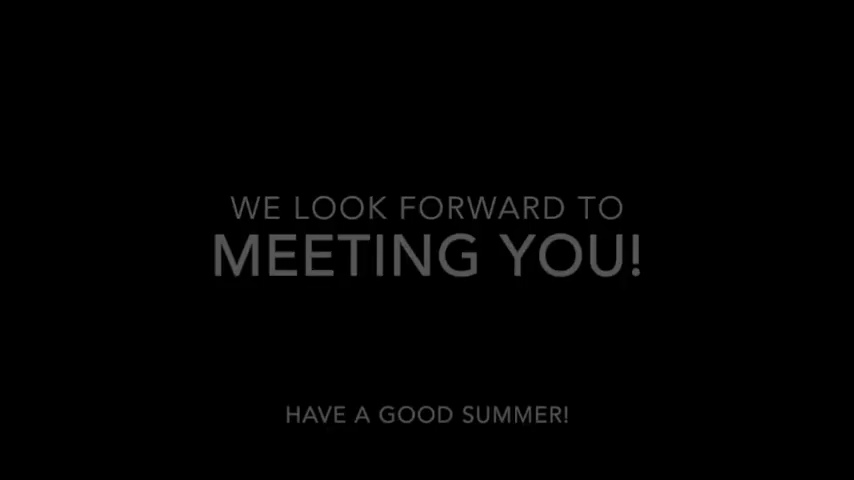 WE LOOK FORWARD TO
MEETING YOU!
HAVE A GOOD SUMMER!